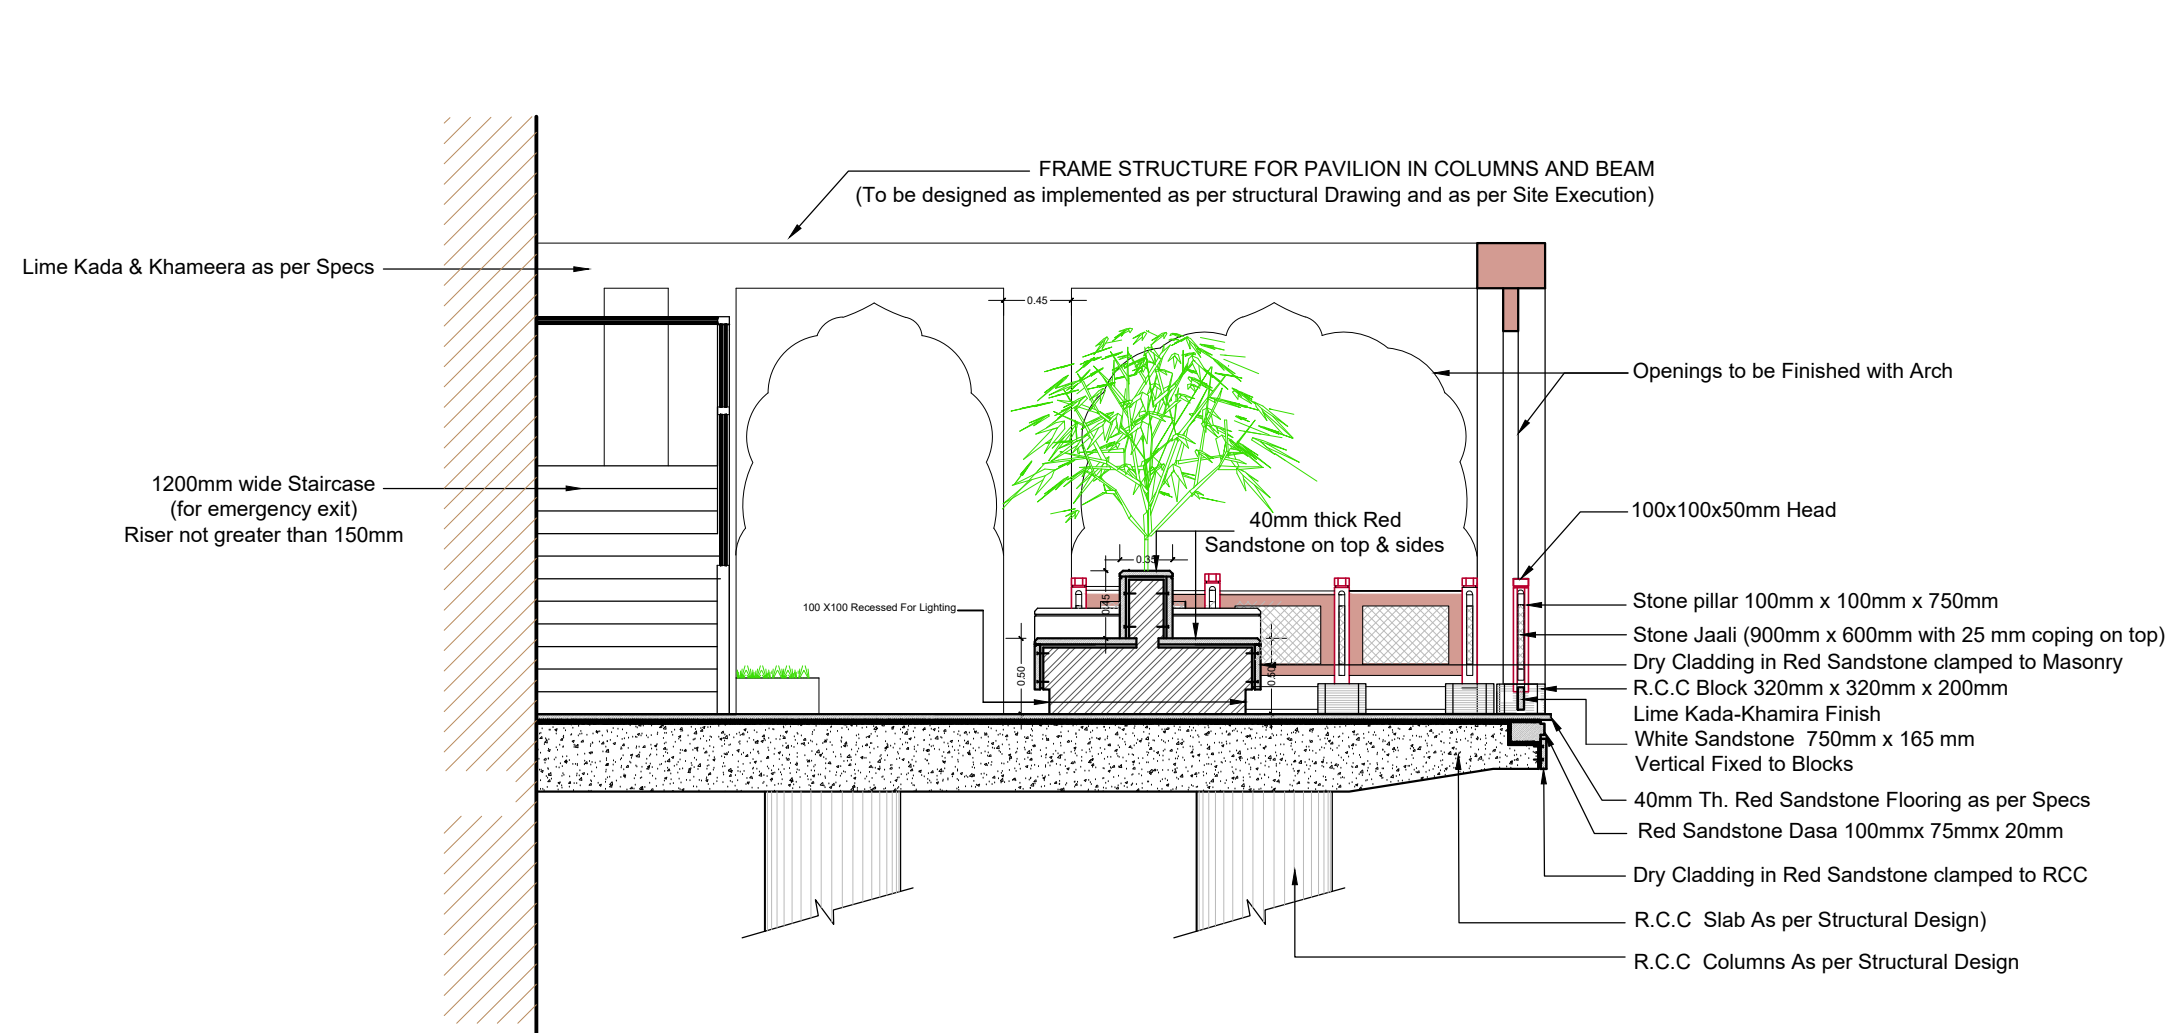 FRAME STRUCTURE FOR PAVILION IN COLUMNS AND BEAM
(To be designed as implemented as per structural Drawing and as per Site Execution)
Lime Kada & Khameera as per Specs
0.45
Openings to be Finished with Arch
1200mm wide Staircase
(for emergency exit)
Riser not greater than 150mm
100x100x50mm Head
40mm thick Red
Sandstone on top & sides
0.35
0.45
100 X100 Recessed For Lighting
Stone pillar 100mm x 100mm x 750mm
Stone Jaali (900mm x 600mm with 25 mm coping on top)
Dry Cladding in Red Sandstone clamped to Masonry
0.50
0.50
R.C.C Block 320mm x 320mm x 200mm
Lime Kada-Khamira Finish
White Sandstone 750mm x 165 mm
Vertical Fixed to Blocks
40mm Th. Red Sandstone Flooring as per Specs
Red Sandstone Dasa 100mmx 75mmx 20mm
Dry Cladding in Red Sandstone clamped to RCC
R.C.C Slab As per Structural Design)
R.C.C Columns As per Structural Design